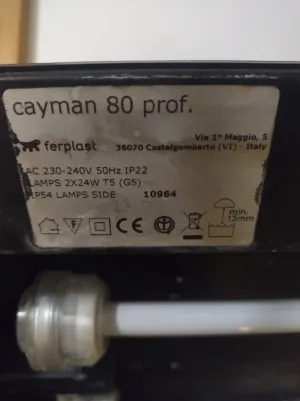 cayman 80 prof.
ferplast
Via 1° Maggio, 5
36070 Castelgomberto (VI) - Italy
AC 230-240V 50Hz IP22
LAMPS 2X24W T5 (G5)
IP54 LAMPS SIDE 10964
F
CE
min.
15mm